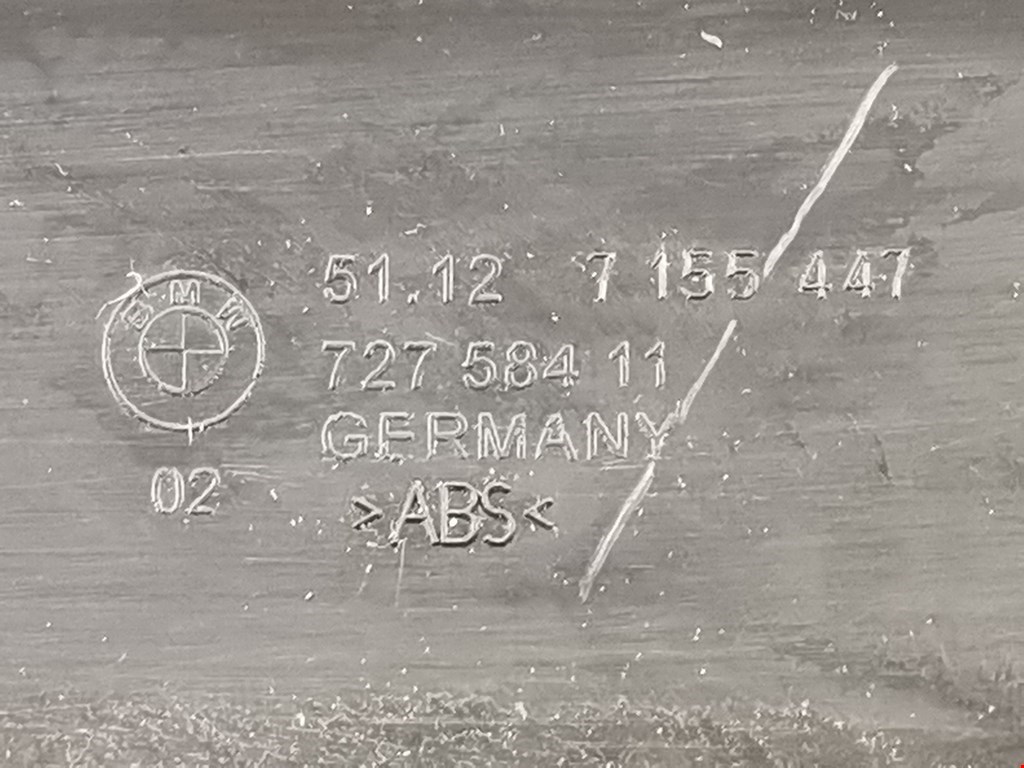 BMW
51.12 7 155 447
727 584 11
GERMANY
02
>ABS<